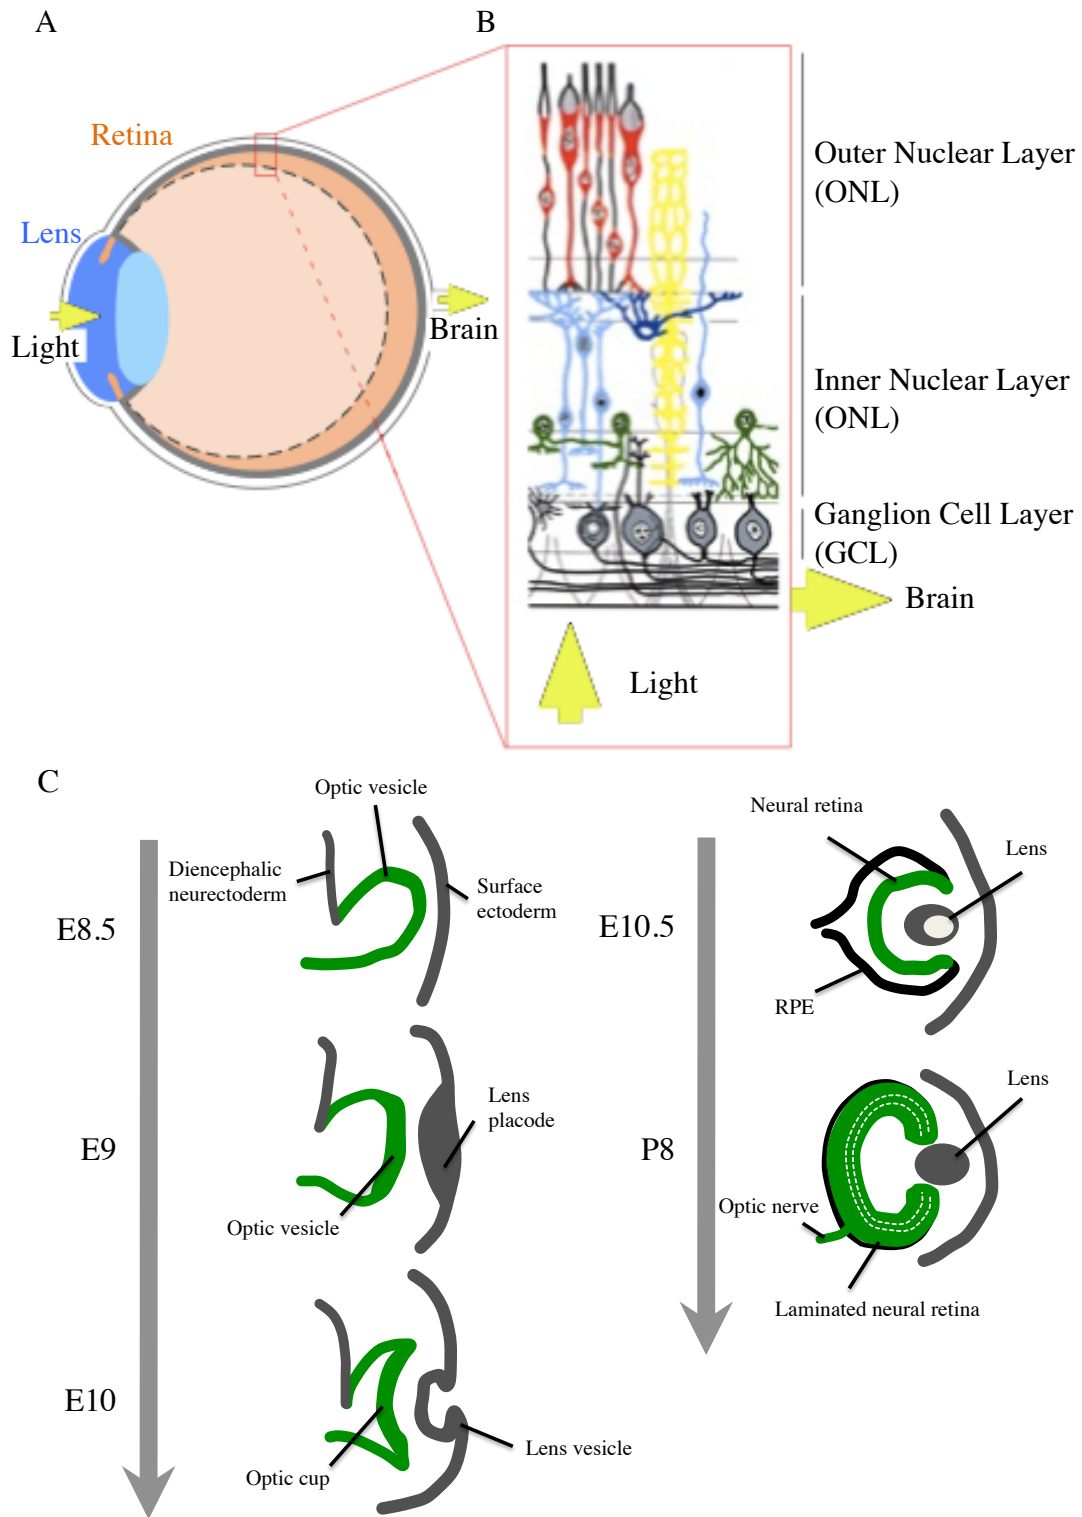 A
B
Retina
Lens
Light
Brain
Outer Nuclear Layer
(ONL)
Inner Nuclear Layer
(ONL)
Ganglion Cell Layer
(GCL)
Brain
Light
C
E8.5
Optic vesicle
Diencephalic
neurectoderm
Surface
ectoderm
E9
Lens
placode
Optic vesicle
E10
Optic cup
Lens vesicle
E10.5
Neural retina
Lens
RPE
P8
Lens
Optic nerve
Laminated neural retina